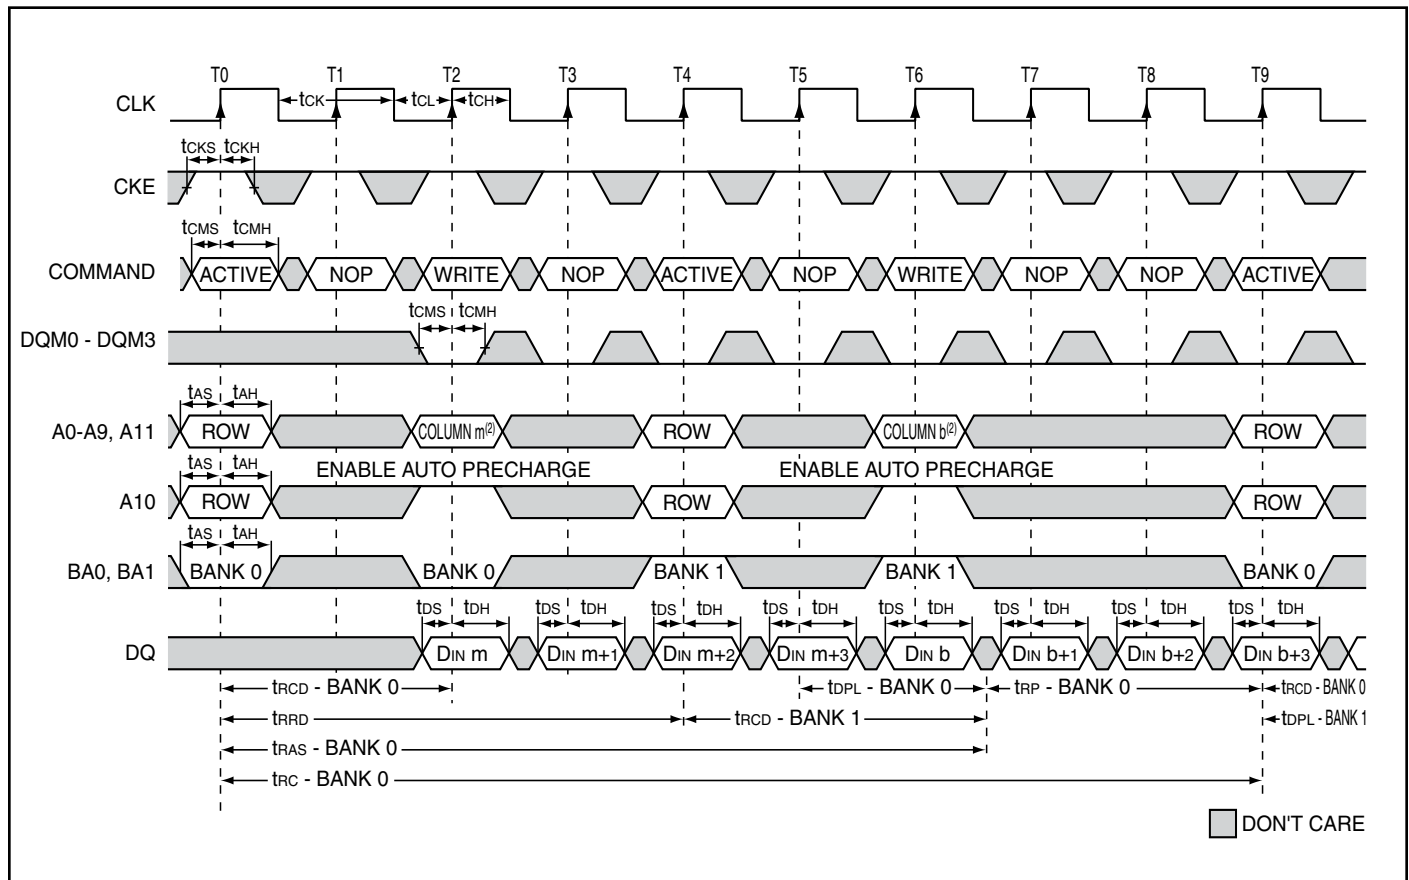 T0 T1 T2 T3 T4 T5 T6 T7 T8 T9
CLK tCK tCL tCH
tCKS tCKH
CKE
tCMS tCMH
COMMAND ACTIVE NOP WRITE NOP ACTIVE NOP WRITE NOP NOP ACTIVE
tCMS tCMH
DQM0 - DQM3
tAS tAH
A0-A9, A11 ROW COLUMN m(2) ROW COLUMN b(2) ROW
tAS tAH ENABLE AUTO PRECHARGE ENABLE AUTO PRECHARGE
A10 ROW ROW ROW
tAS tAH
BA0, BA1 BANK 0 BANK 0 BANK 1 BANK 1 BANK 0
tDS tDH tDS tDH tDS tDH tDS tDH tDS tDH tDS tDH tDS tDH tDS tDH
DQ DIN m DIN m+1 DIN m+2 DIN m+3 DIN b DIN b+1 DIN b+2 DIN b+3
tRCD - BANK 0 tDPL - BANK 0 tRP - BANK 0 tRCD - BANK 0
tRRD tRCD - BANK 1 tDPL - BANK 1
tRAS - BANK 0
tRC - BANK 0
DON'T CARE